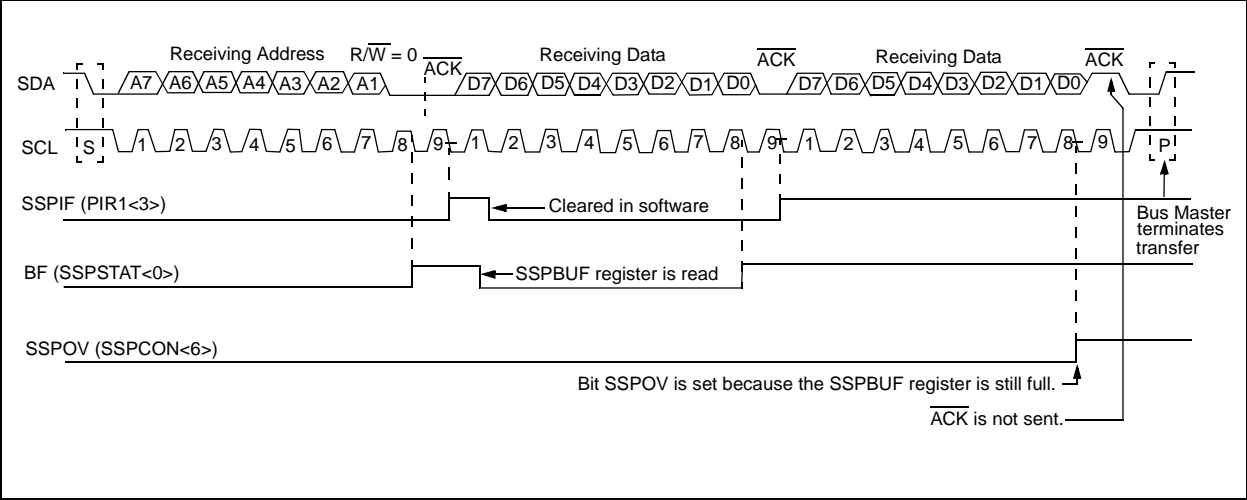 Receiving Address R/W = 0 ACK Receiving Data ACK Receiving Data ACK
SDA A7 A6 A5 A4 A3 A2 A1 D7 D6 D5 D4 D3 D2 D1 D0 D7 D6 D5 D4 D3 D2 D1 D0
SCL S 1 2 3 4 5 6 7 8 9 1 2 3 4 5 6 7 8 9 1 2 3 4 5 6 7 8 9 P
SSPIF (PIR1<3>)
Cleared in software
Bus Master
terminates
transfer
BF (SSPSTAT<0>)
SSPBUF register is read
SSPOV (SSPCON<6>)
Bit SSPOV is set because the SSPBUF register is still full.
ACK is not sent.